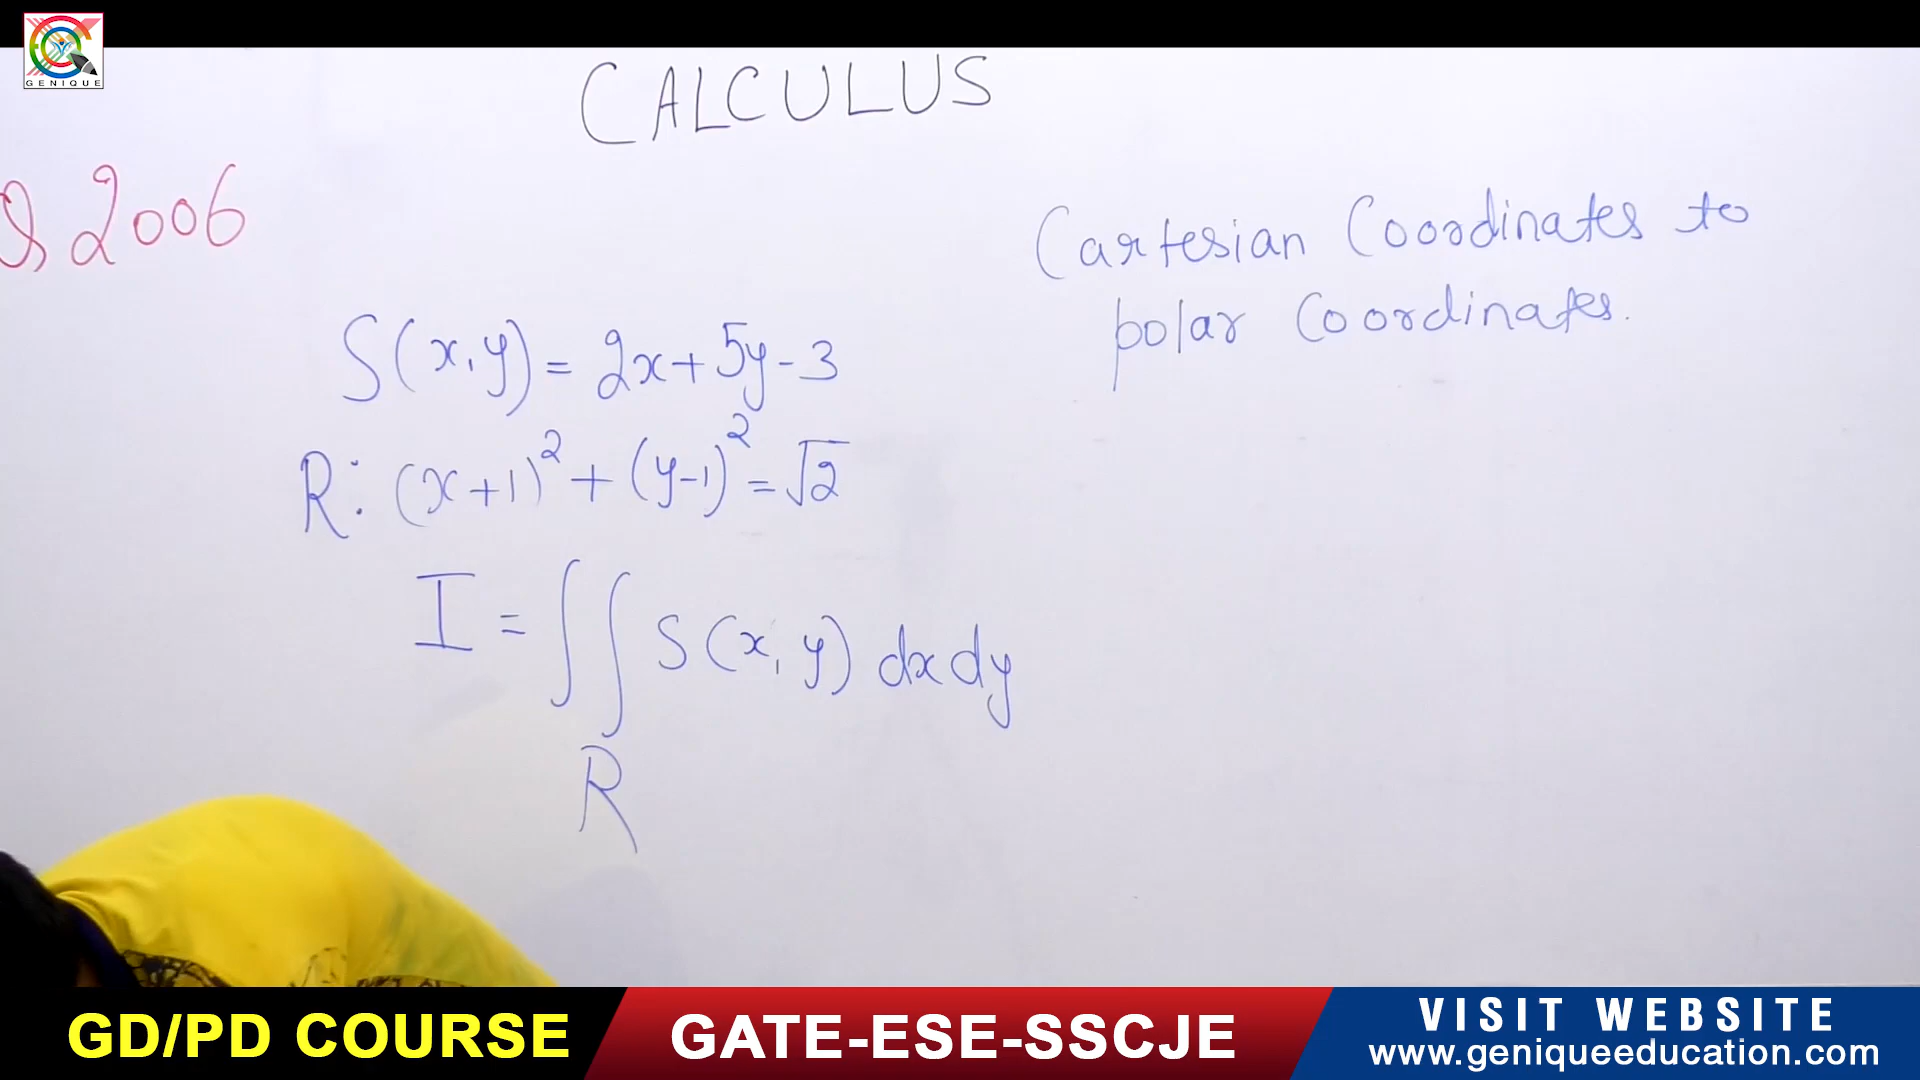 GENIQUE
CALCULUS
2006
Cartesian Coordinates to
polar Coordinates.
S(x,y) = 2x+5y-3
R: (x+1)² + (y-1)² = √2
I = ∫∫ S(x,y) dx dy
R
GD/PD COURSE
GATE-ESE-SSCJE
VISIT WEBSITE
www.geniqueeducation.com